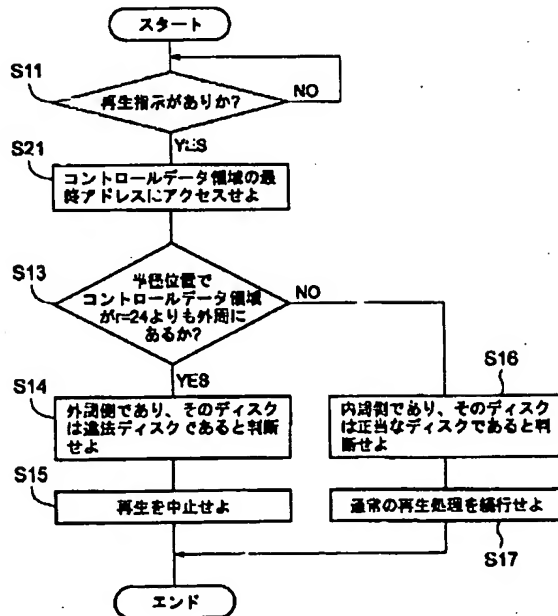 スタート
S11
再生指示がありか?
NO
YES
S21
コントロールデータ領域の最
終アドレスにアクセスせよ
S13
半径位置で
コントロールデータ領域
がr=24よりも外周に
あるか?
NO
YES
S14
外周側であり、そのディスク
は違法ディスクであると判断
せよ
S16
内周側であり、そのディスク
は正当なディスクであると判
断せよ
S15
再生を中止せよ
通常の再生処理を続行せよ
S17
エンド